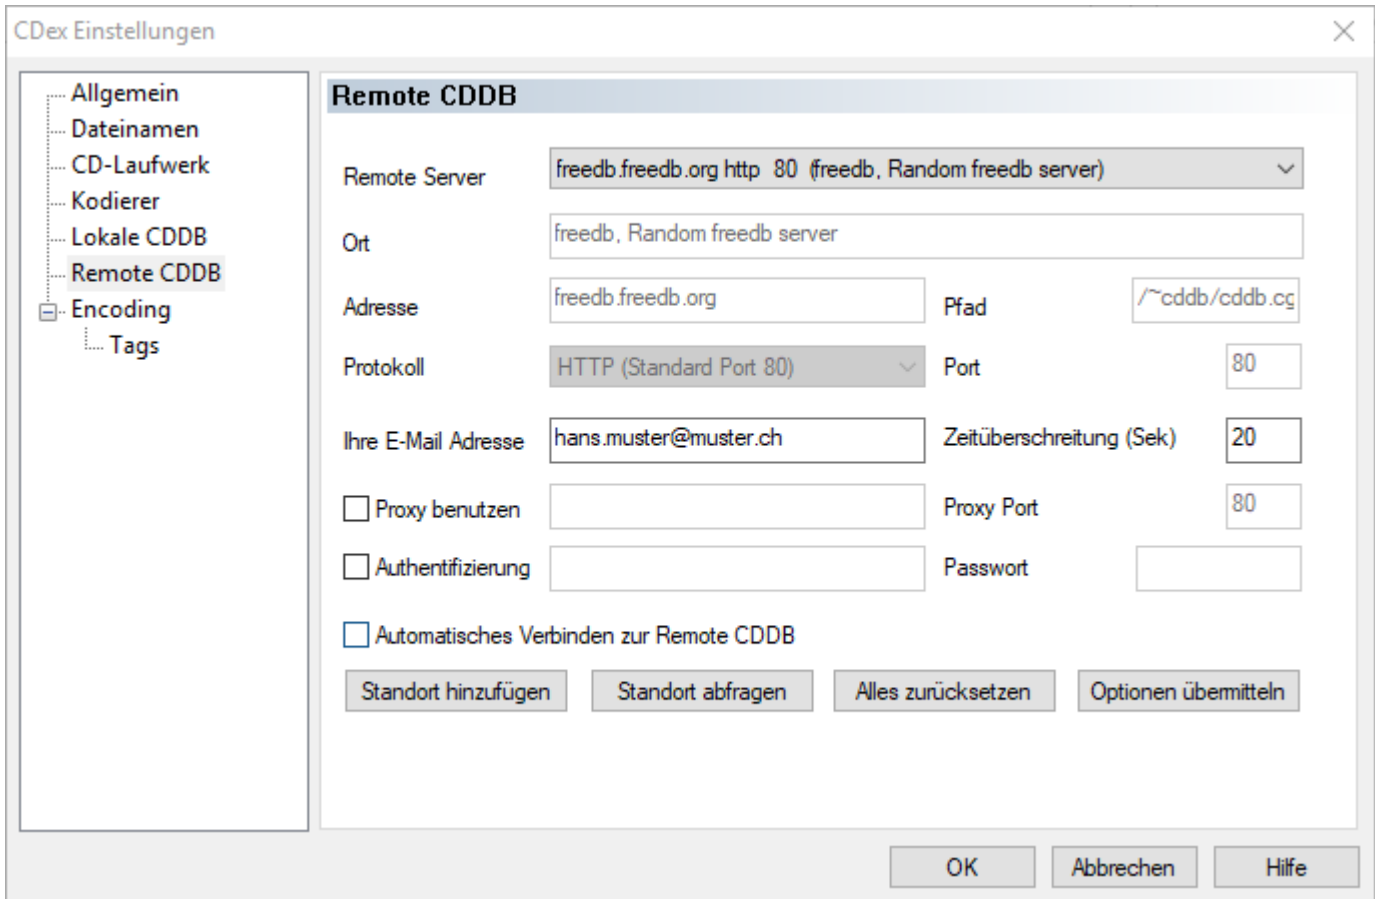 CDex Einstellungen
Allgemein
Dateinamen
CD-Laufwerk
Kodierer
Lokale CDDB
Remote CDDB
Encoding
Tags
Remote CDDB
Remote Server freedb.freedb.org http 80 (freedb, Random freedb server)
Ort freedb, Random freedb server
Adresse freedb.freedb.org Pfad /~cddb/cddb.cg
Protokoll HTTP (Standard Port 80) Port 80
Ihre E-Mail Adresse hans.muster@muster.ch Zeitüberschreitung (Sek) 20
Proxy benutzen Proxy Port 80
Authentifizierung Passwort
Automatisches Verbinden zur Remote CDDB
Standort hinzufügen Standort abfragen Alles zurücksetzen Optionen übermitteln
OK Abbrechen Hilfe